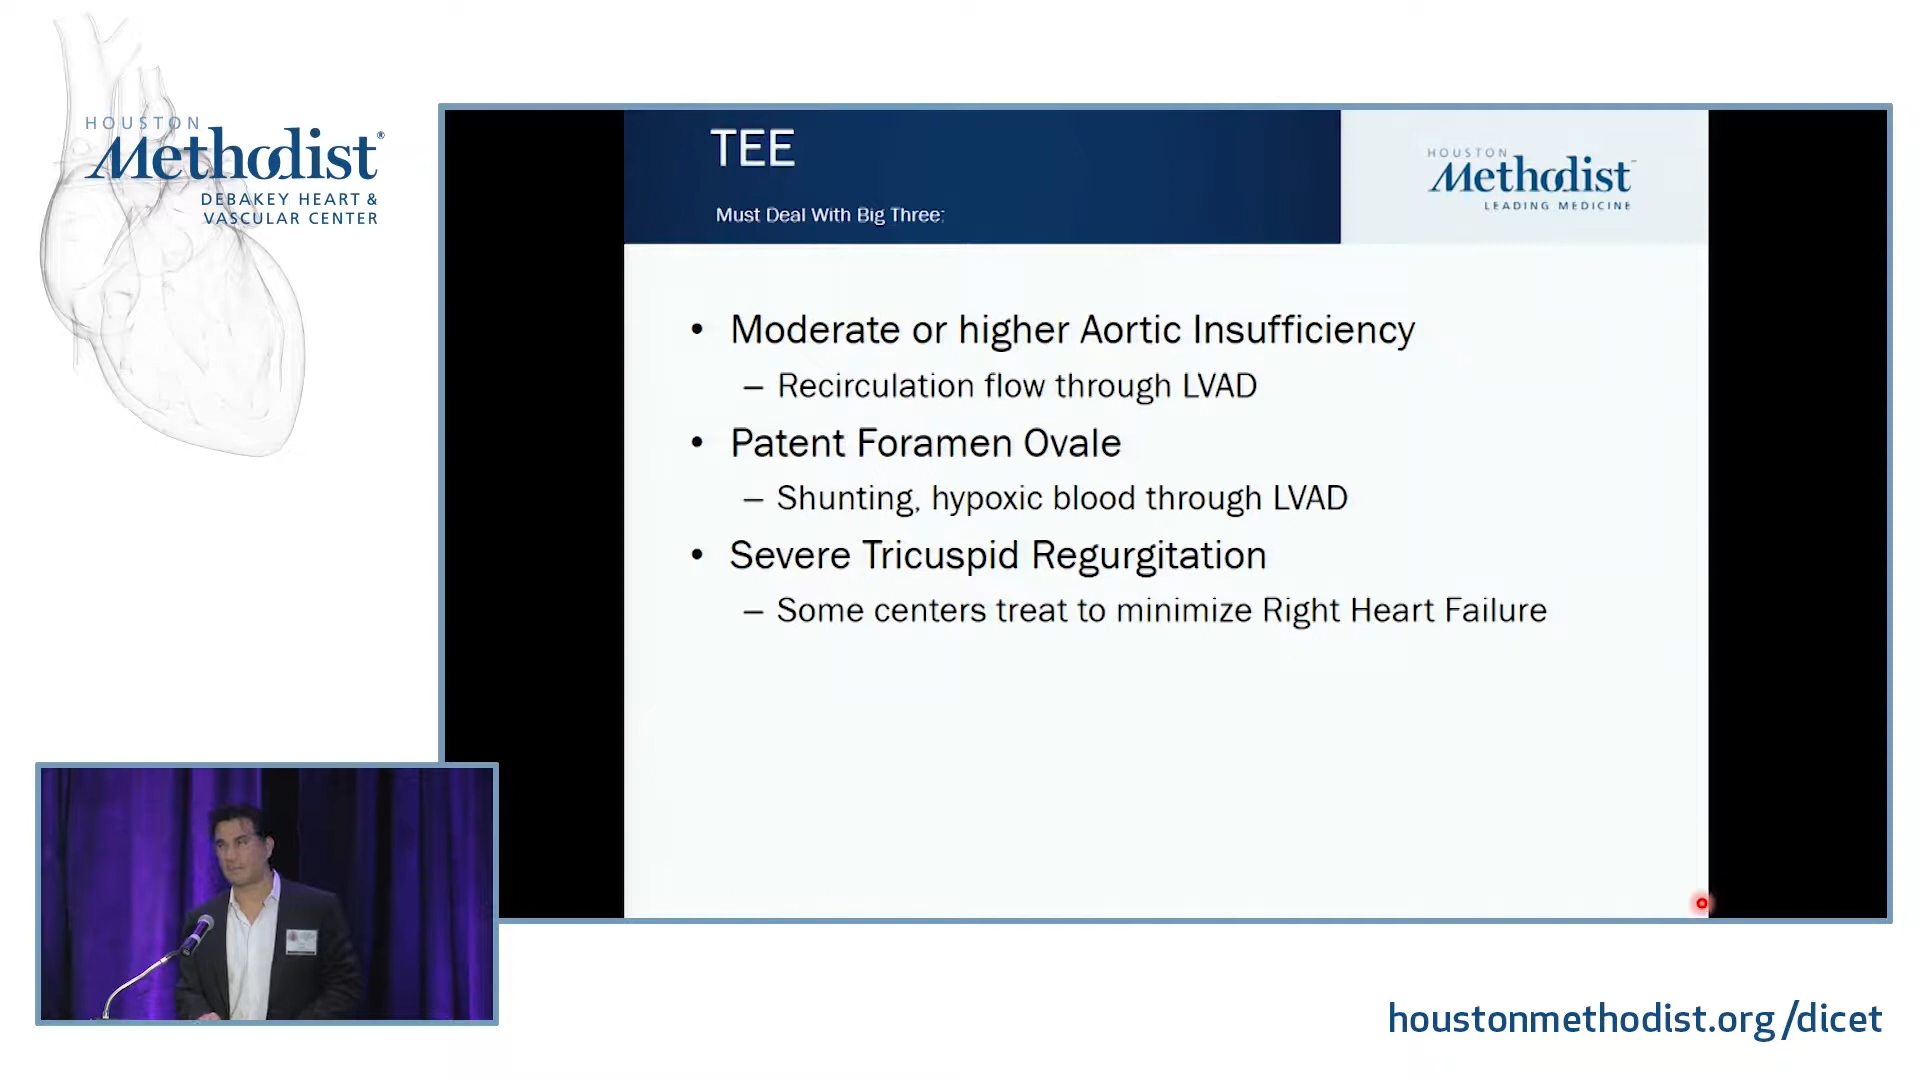 HOUSTON
Methodist®
DEBAKEY HEART &
VASCULAR CENTER
TEE
Must Deal With Big Three:
HOUSTON
Methodist™
LEADING MEDICINE
• Moderate or higher Aortic Insufficiency
– Recirculation flow through LVAD
• Patent Foramen Ovale
– Shunting, hypoxic blood through LVAD
• Severe Tricuspid Regurgitation
– Some centers treat to minimize Right Heart Failure
houstonmethodist.org/dicet